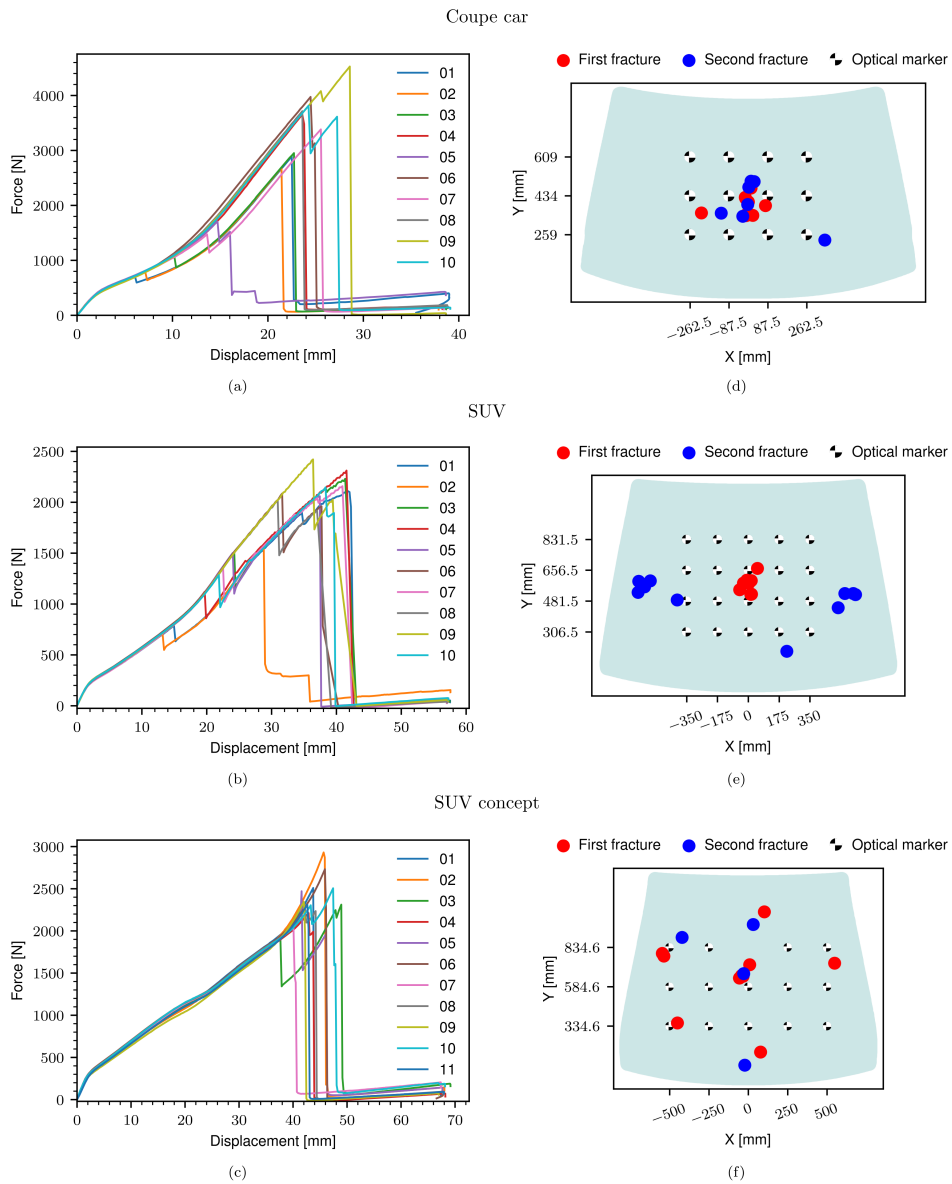 Coupe car
First fracture Second fracture Optical marker
4000
3000
2000
1000
0
Force [N]
01
02
03
04
05
06
07
08
09
10
0 10 20 30 40
Displacement [mm]
(a)
609
434
259
Y [mm]
−262.5 −87.5 87.5 262.5
X [mm]
(d)
SUV
First fracture Second fracture Optical marker
2500
2000
1500
1000
500
0
Force [N]
01
02
03
04
05
06
07
08
09
10
0 10 20 30 40 50 60
Displacement [mm]
(b)
831.5
656.5
481.5
306.5
Y [mm]
−350 −175 0 175 350
X [mm]
(e)
SUV concept
First fracture Second fracture Optical marker
3000
2500
2000
1500
1000
500
0
Force [N]
01
02
03
04
05
06
07
08
09
10
11
0 10 20 30 40 50 60 70
Displacement [mm]
(c)
834.6
584.6
334.6
Y [mm]
−500 −250 0 250 500
X [mm]
(f)